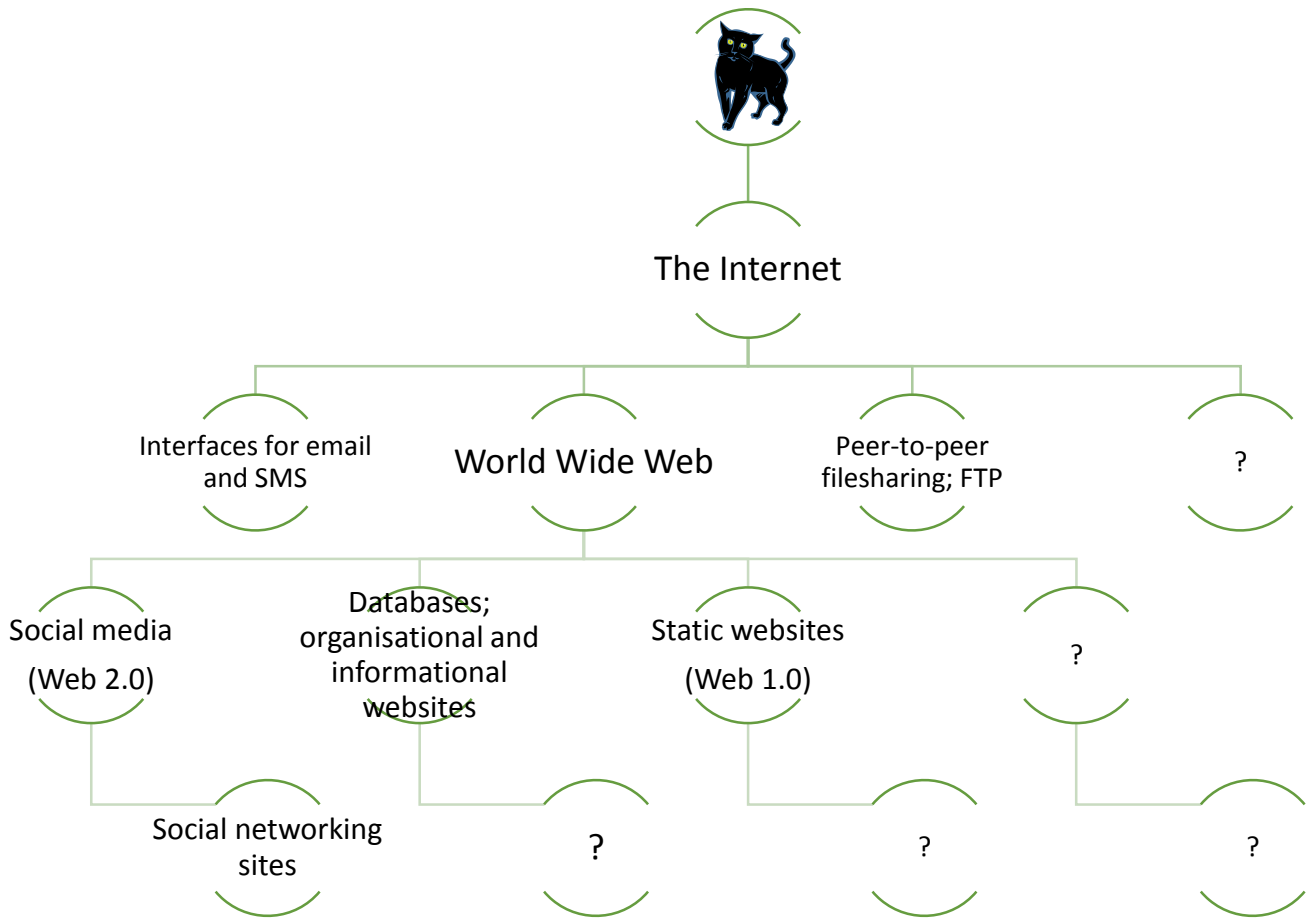 The Internet
Interfaces for email
and SMS
World Wide Web
Peer-to-peer
filesharing; FTP
?
Social media
(Web 2.0)
Databases;
organisational and
informational
websites
Static websites
(Web 1.0)
?
Social networking
sites
?
?
?